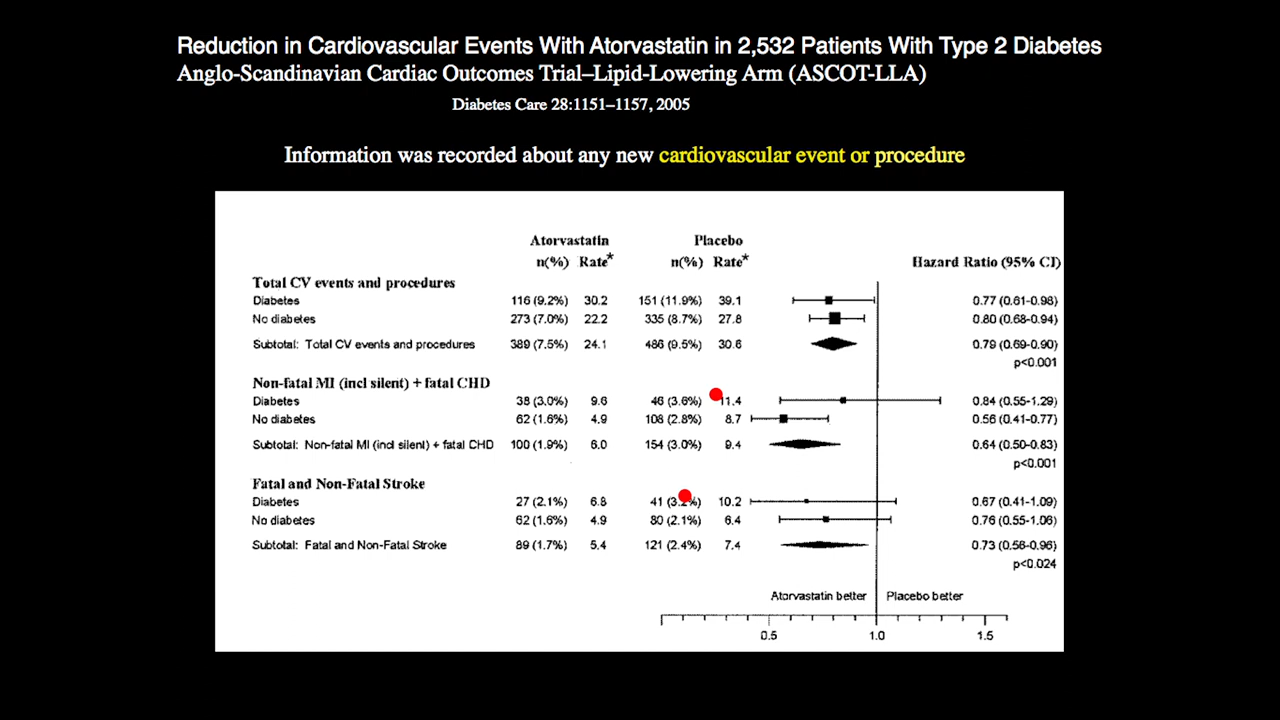 Reduction in Cardiovascular Events With Atorvastatin in 2,532 Patients With Type 2 Diabetes
Anglo-Scandinavian Cardiac Outcomes Trial–Lipid-Lowering Arm (ASCOT-LLA)
Diabetes Care 28:1151–1157, 2005
Information was recorded about any new cardiovascular event or procedure
Atorvastatin Placebo
n(%) Rate* n(%) Rate* Hazard Ratio (95% CI)
Total CV events and procedures
Diabetes 116 (9.2%) 30.2 151 (11.9%) 39.1 0.77 (0.61-0.98)
No diabetes 273 (7.0%) 22.2 335 (8.7%) 27.8 0.80 (0.68-0.94)
Subtotal: Total CV events and procedures 389 (7.5%) 24.1 486 (9.5%) 30.6 0.79 (0.69-0.90)
p<0.001
Non-fatal MI (incl silent) + fatal CHD
Diabetes 38 (3.0%) 9.6 46 (3.6%) 11.4 0.84 (0.55-1.29)
No diabetes 62 (1.6%) 4.9 108 (2.8%) 8.7 0.56 (0.41-0.77)
Subtotal: Non-fatal MI (incl silent) + fatal CHD 100 (1.9%) 6.0 154 (3.0%) 9.4 0.64 (0.50-0.83)
p<0.001
Fatal and Non-Fatal Stroke
Diabetes 27 (2.1%) 6.8 41 10.2 0.67 (0.41-1.09)
No diabetes 62 (1.6%) 4.9 80 (2.1%) 6.4 0.76 (0.55-1.06)
Subtotal: Fatal and Non-Fatal Stroke 89 (1.7%) 5.4 121 (2.4%) 7.4 0.73 (0.56-0.96)
p<0.024
Atorvastatin better Placebo better
0.5 1.0 1.5